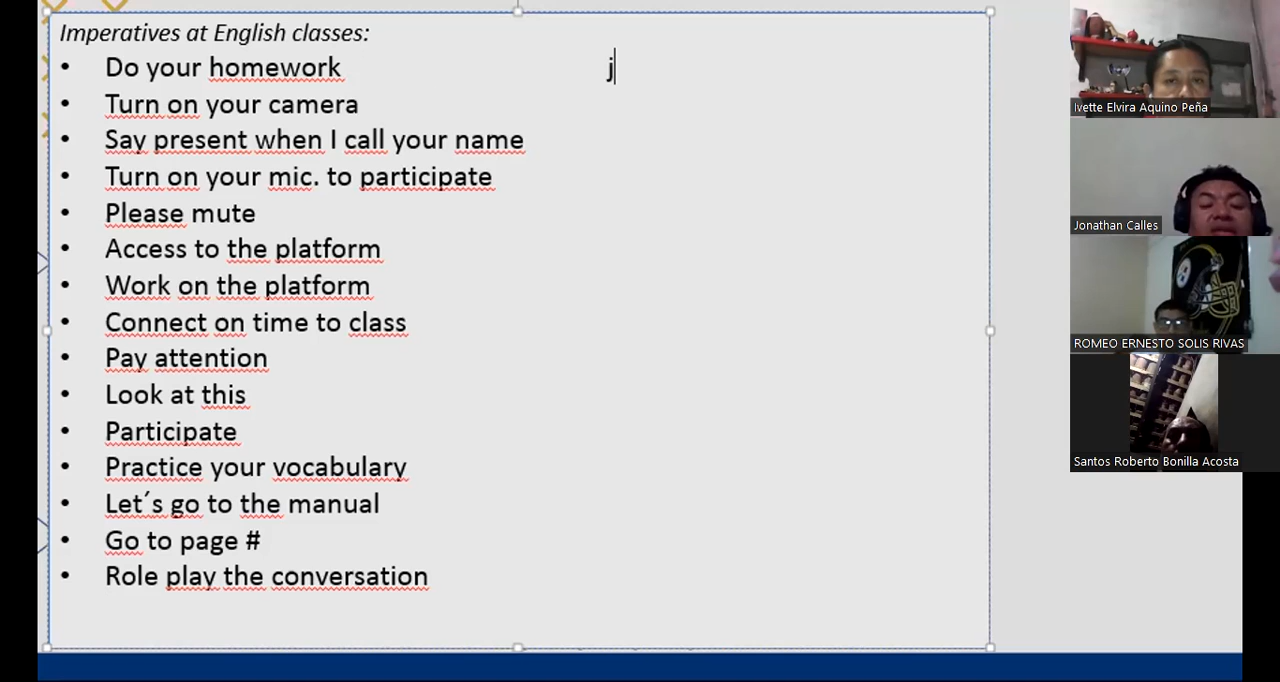 Imperatives at English classes:
• Do your homework j
• Turn on your camera
• Say present when I call your name
• Turn on your mic. to participate
• Please mute
• Access to the platform
• Work on the platform
• Connect on time to class
• Pay attention
• Look at this
• Participate
• Practice your vocabulary
• Let´s go to the manual
• Go to page #
• Role play the conversation
Ivette Elvira Aquino Peña
Jonathan Calles
ROMEO ERNESTO SOLIS RIVAS
Santos Roberto Bonilla Acosta